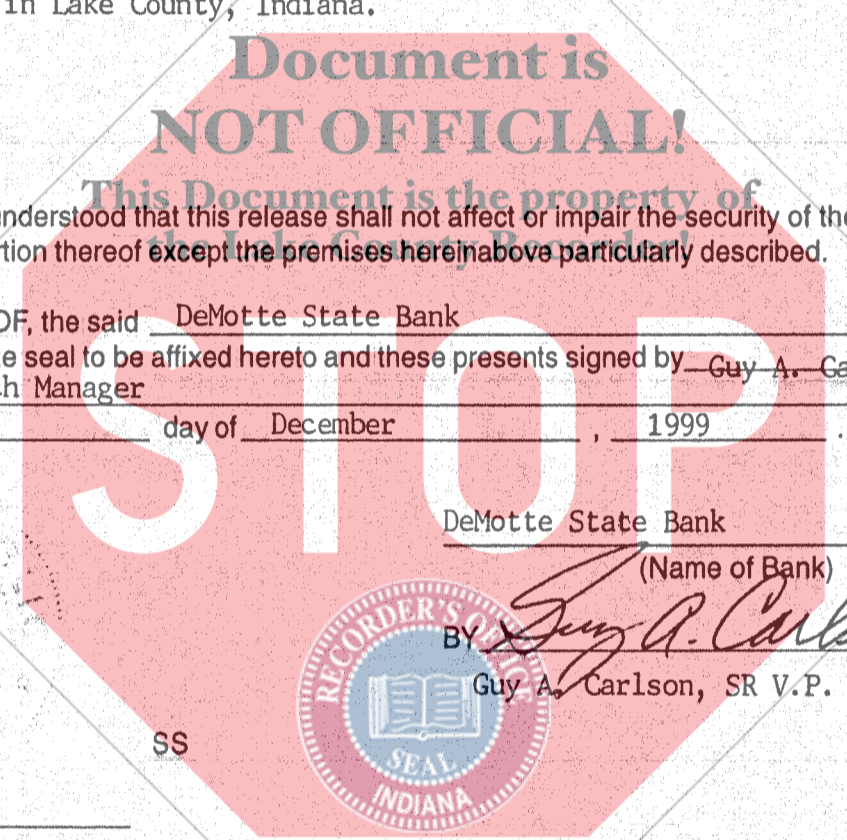 in Lake County, Indiana.
Document is
NOT OFFICIAL!
This Document is the property of
the Lake County Recorder!
understood that this release shall not affect or impair the security of the
tion thereof except the premises hereinabove particularly described.
OF, the said DeMotte State Bank
e seal to be affixed hereto and these presents signed by Guy A. Ca
h Manager
day of December , 1999 .
STOP
DeMotte State Bank
(Name of Bank)
BY Guy A. Carls
Guy A. Carlson, SR V.P.
RECORDER'S OFFICE
SEAL
INDIANA
SS